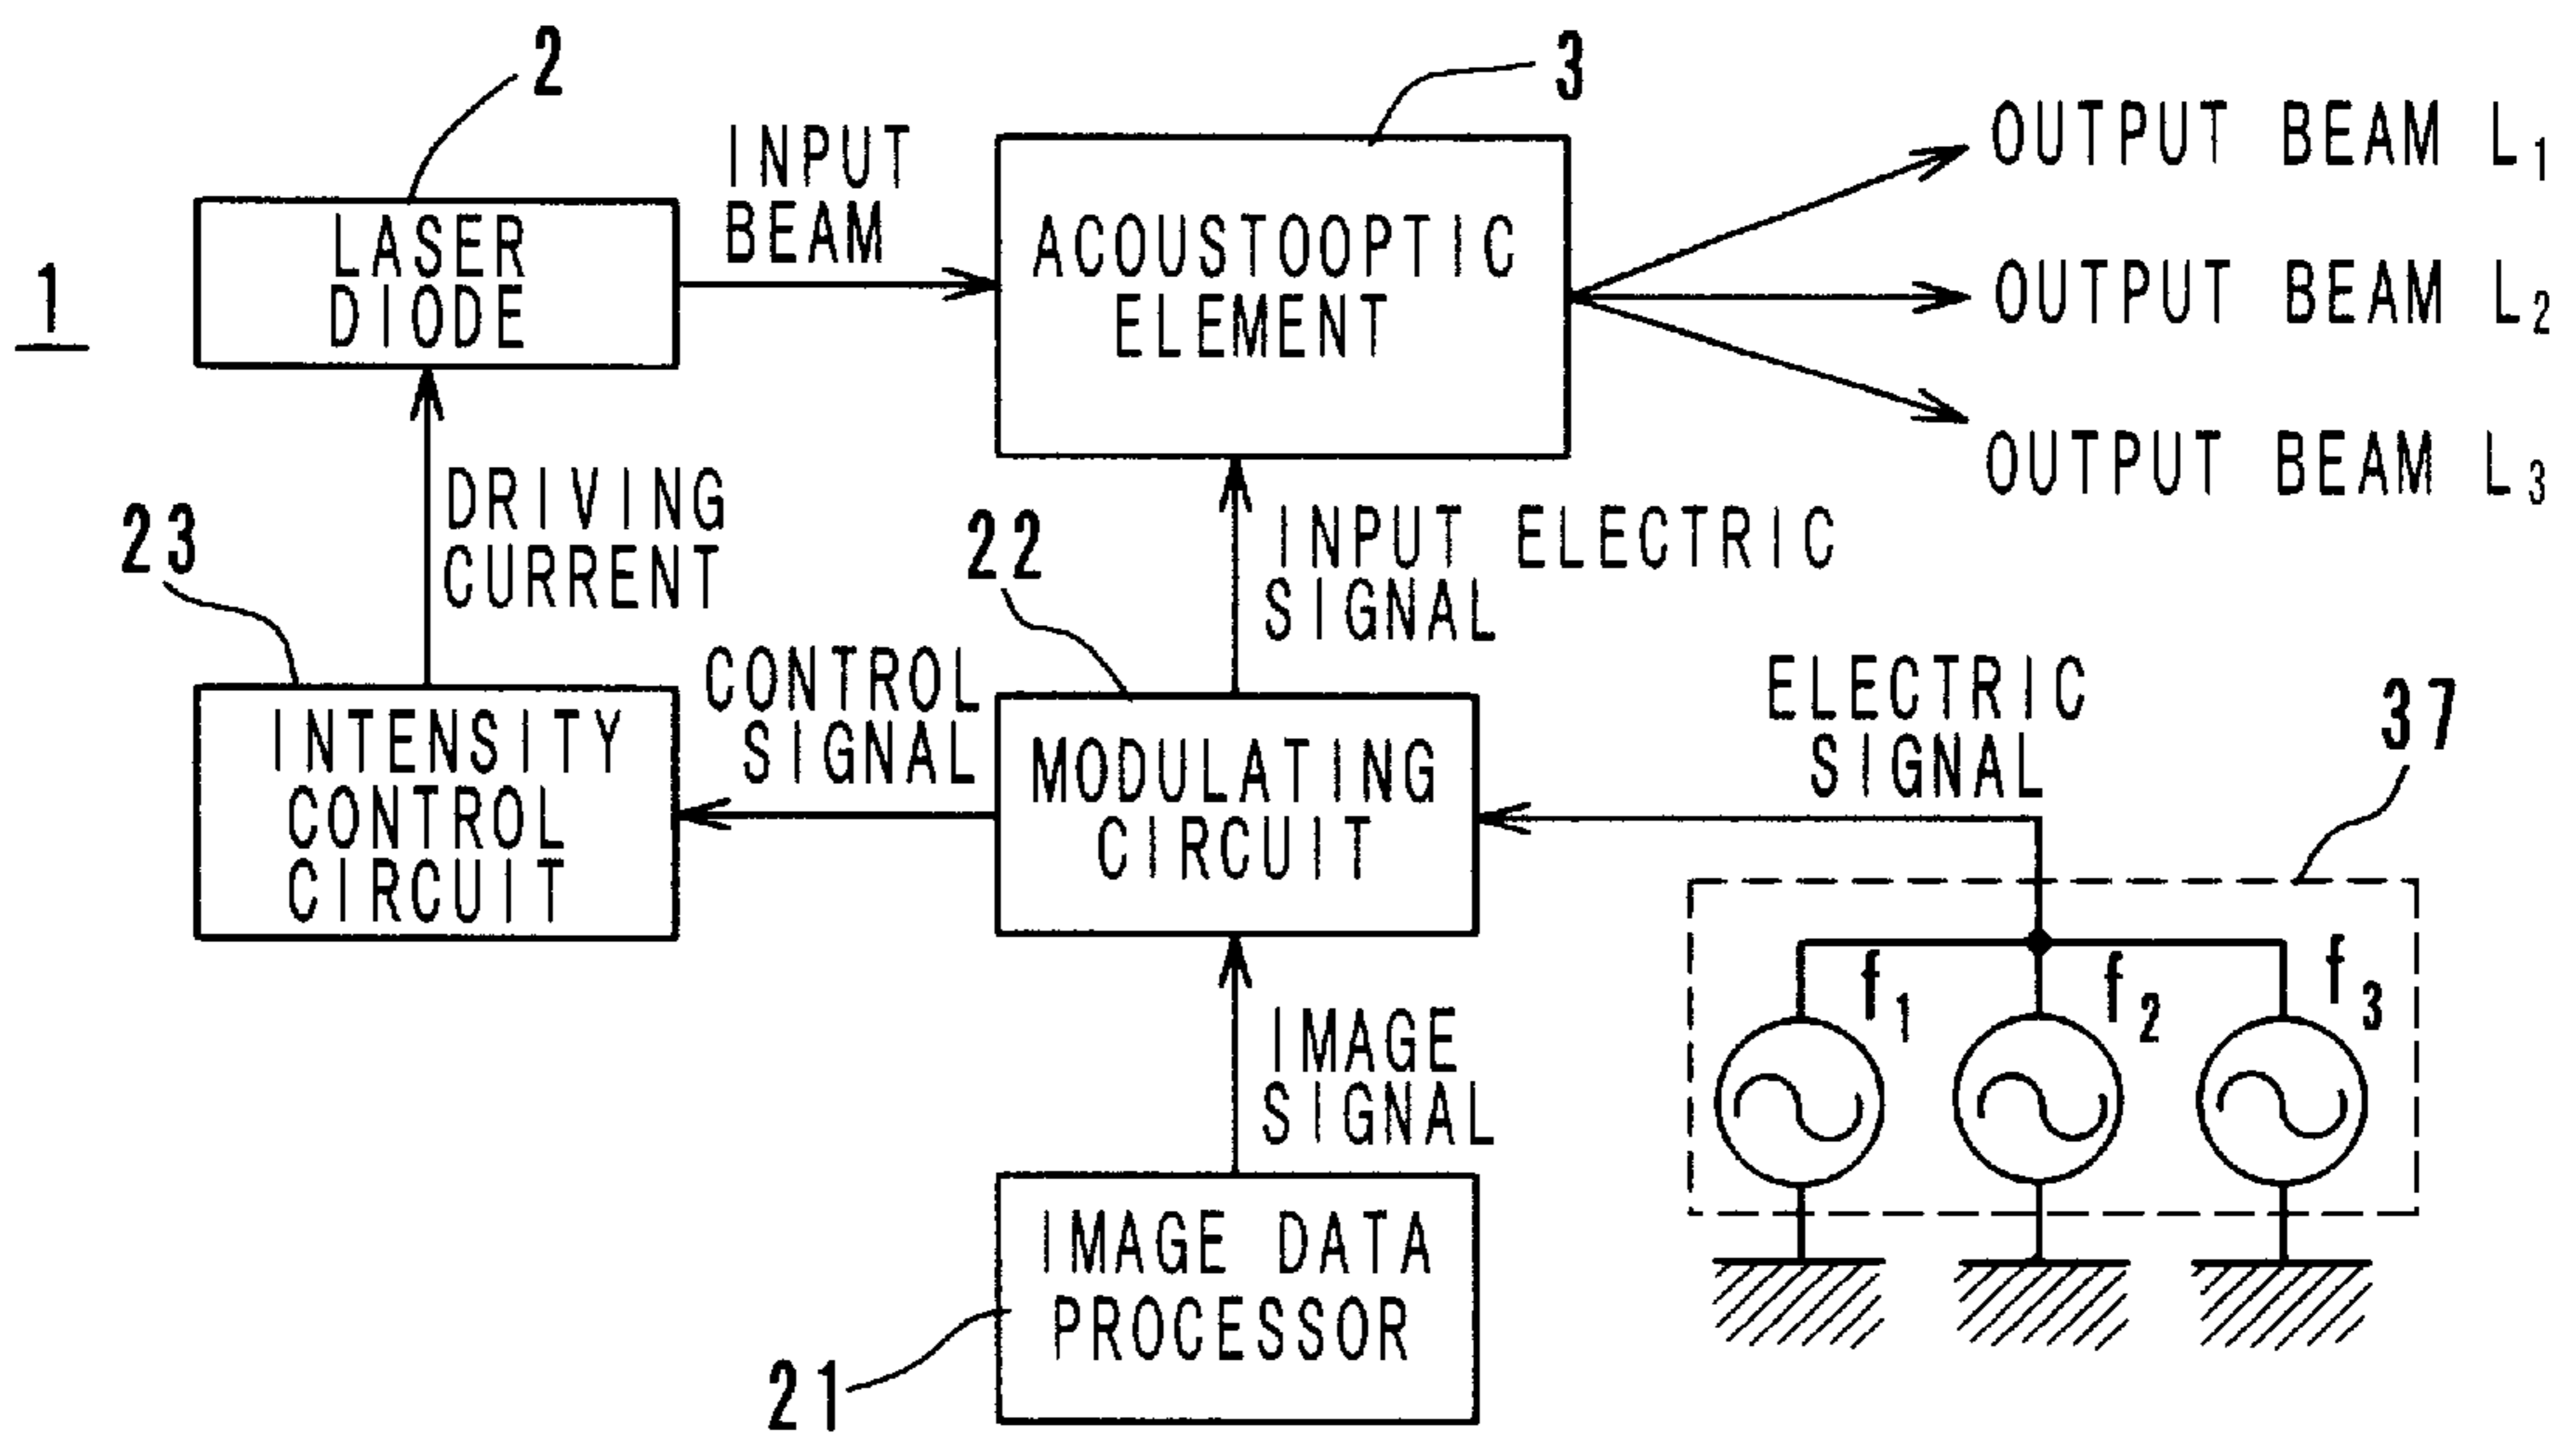 1
2
LASER
DIODE
INPUT
BEAM
3
ACOUSTOOPTIC
ELEMENT
OUTPUT BEAM L1
OUTPUT BEAM L2
OUTPUT BEAM L3
23
DRIVING
CURRENT
22
INPUT ELECTRIC
SIGNAL
INTENSITY
CONTROL
CIRCUIT
CONTROL
SIGNAL
MODULATING
CIRCUIT
ELECTRIC
SIGNAL
37
f1
f2
f3
IMAGE
SIGNAL
IMAGE DATA
PROCESSOR
21